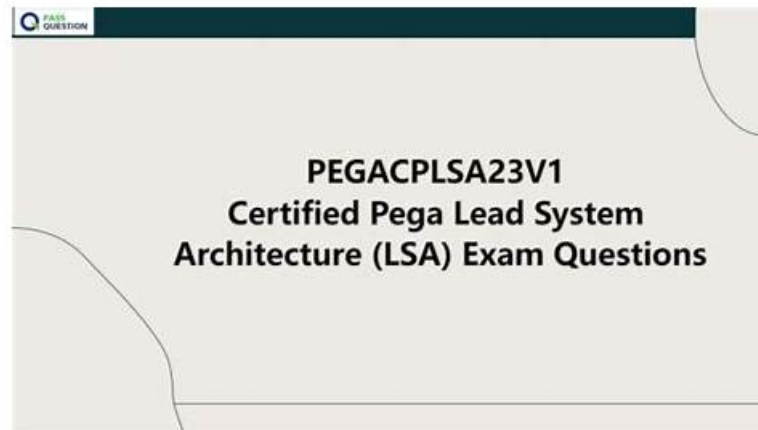 PASS
QUESTION
PEGACPLSA23V1
Certified Pega Lead System
Architecture (LSA) Exam Questions